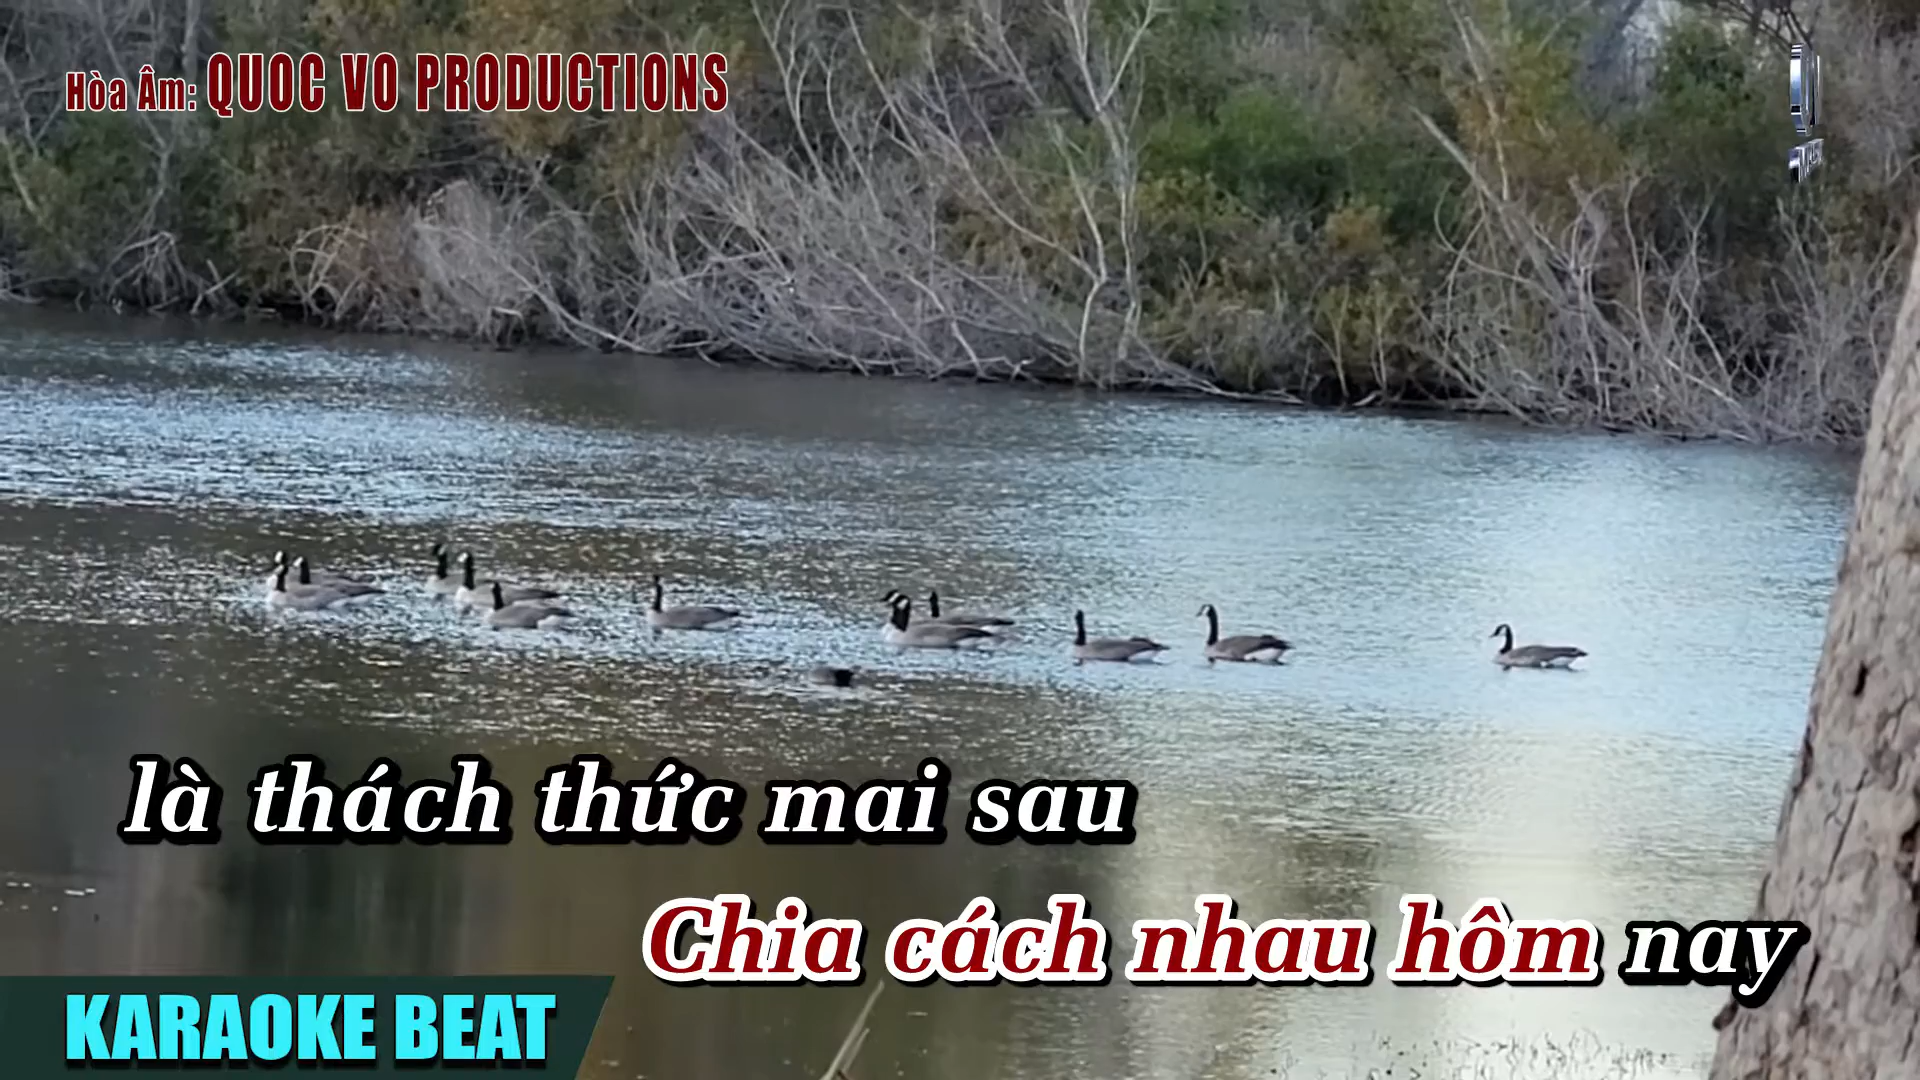 Hòa Âm: QUOC VO PRODUCTIONS
là thách thức mai sau
Chia cách nhau hôm nay
KARAOKE BEAT